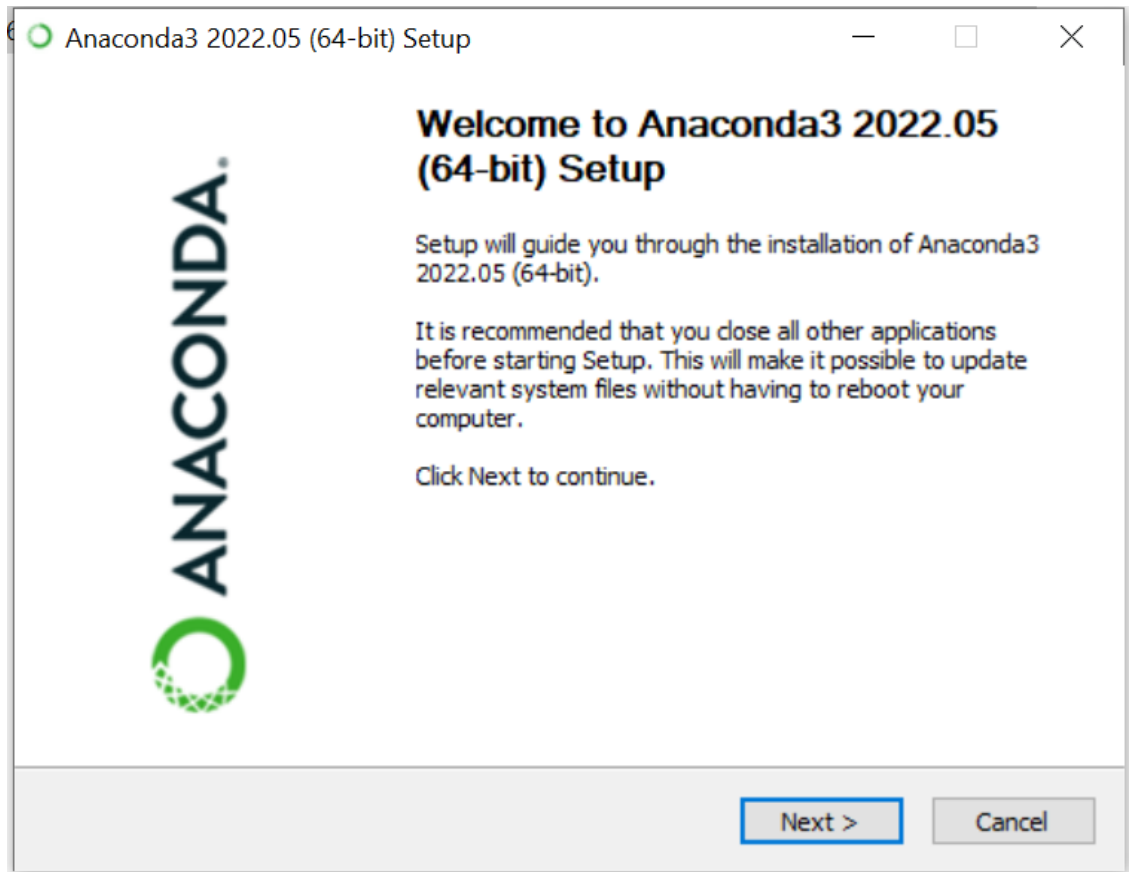 Anaconda3 2022.05 (64-bit) Setup
ANACONDA.
Welcome to Anaconda3 2022.05
(64-bit) Setup
Setup will guide you through the installation of Anaconda3
2022.05 (64-bit).
It is recommended that you close all other applications
before starting Setup. This will make it possible to update
relevant system files without having to reboot your
computer.
Click Next to continue.
Next >
Cancel